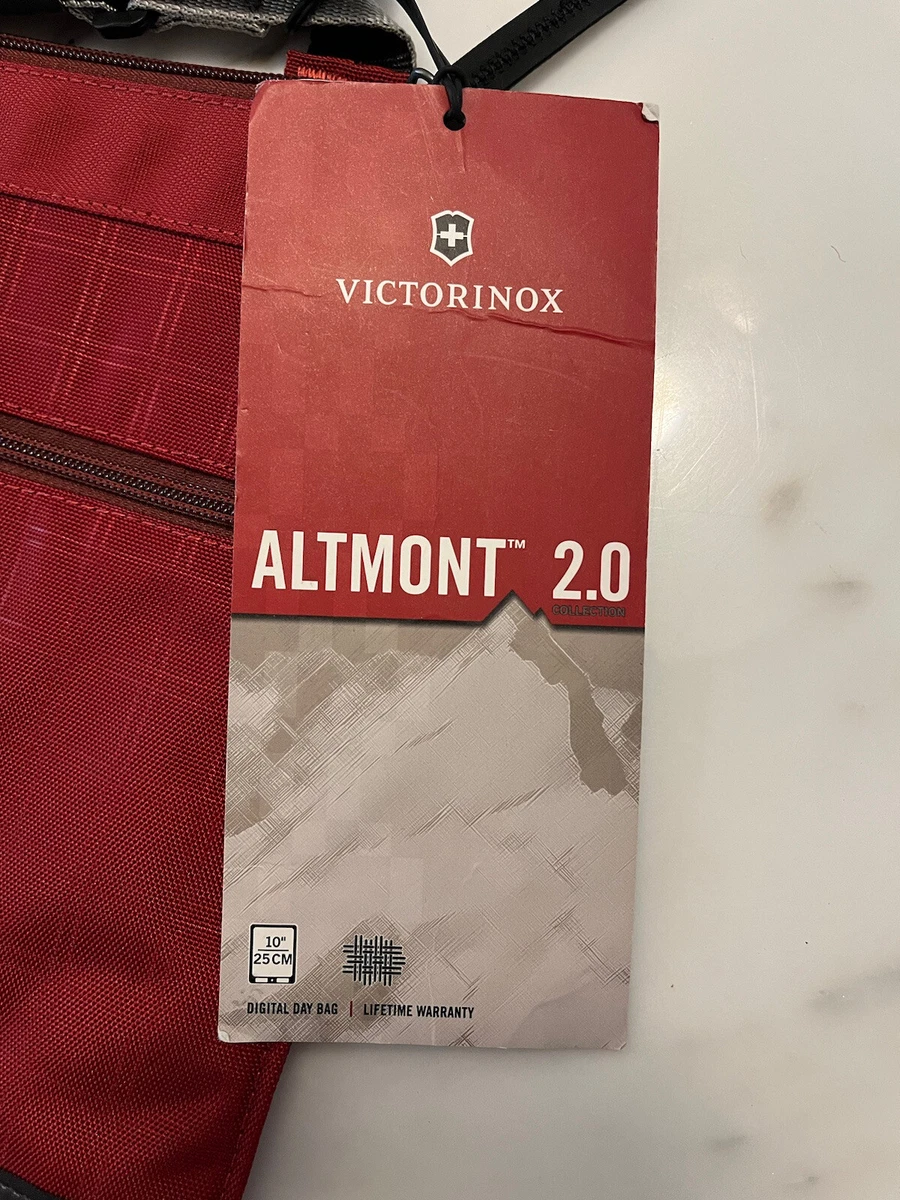 VICTORINOX
ALTMONT™ 2.0
COLLECTION
10"
25CM
DIGITAL DAY BAG | LIFETIME WARRANTY